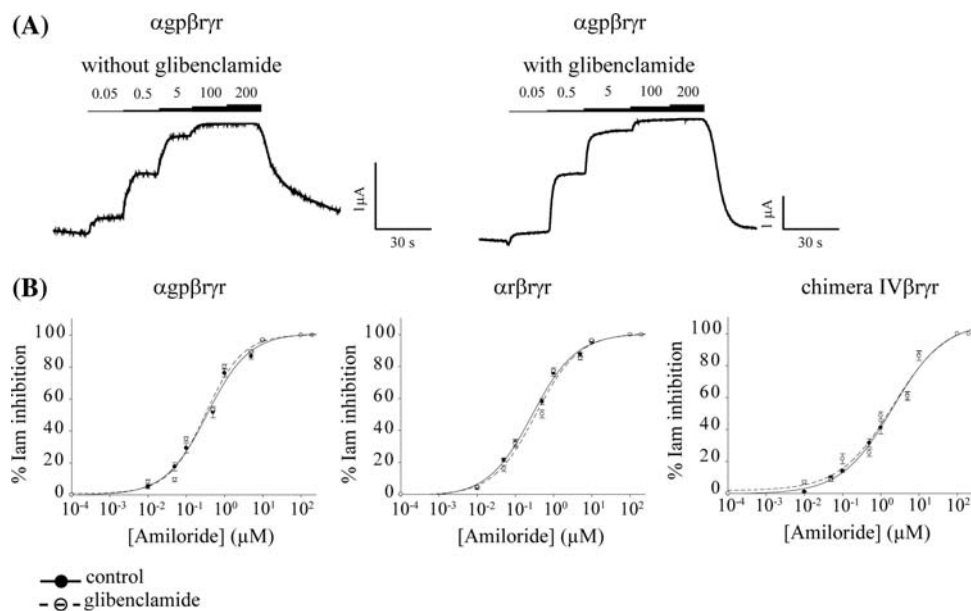 (A)
αgpβrγr
αgpβrγr
without glibenclamide
with glibenclamide
0.05 0.5 5 100 200
0.05 0.5 5 100 200
1µA
30 s
1 µA
30 s
(B)
αgpβrγr
αrβrγr
chimera IVβrγr
% Iam inhibition
100
80
60
40
20
0
10⁻⁴ 10⁻³ 10⁻² 10⁻¹ 10⁰ 10¹ 10²
[Amiloride] (µM)
% Iam inhibition
100
80
60
40
20
0
10⁻⁴ 10⁻³ 10⁻² 10⁻¹ 10⁰ 10¹ 10²
[Amiloride] (µM)
% Iam inhibition
100
80
60
40
20
0
10⁻⁴ 10⁻³ 10⁻² 10⁻¹ 10⁰ 10¹ 10²
[Amiloride] (µM)
control
glibenclamide